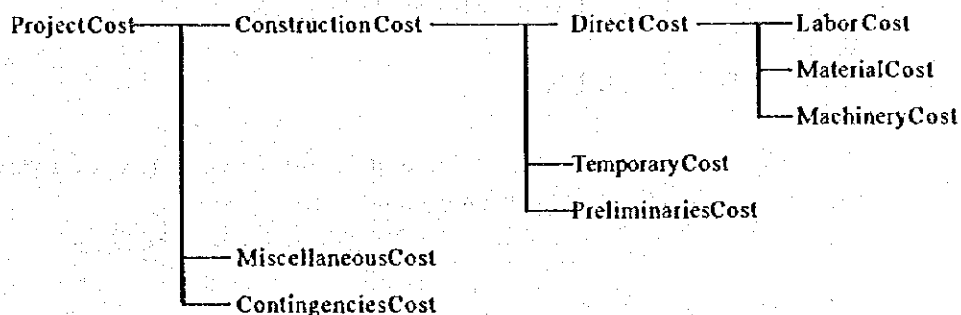 ProjectCost ConstructionCost DirectCost LaborCost
MaterialCost
MachineryCost
TemporaryCost
PreliminariesCost
MiscellaneousCost
ContingenciesCost